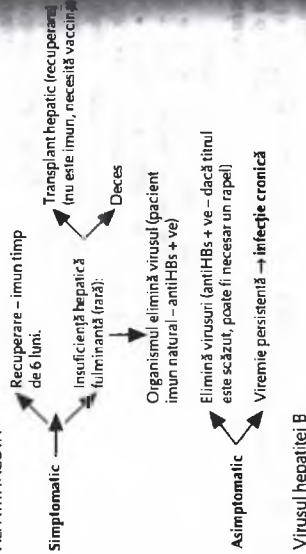 Simptomatic
Recuperare – imun timp
de 6 luni.
Insuficiență hepatică
fulminantă (rară):
Transplant hepatic (recuperare)
(nu este imun, necesită
Deces
Organismul elimină virusul (pacient
imun natural – antiHBs + ve)
Asimptomatic
Elimină virusuri (antiHBs + ve – dacă titrul
este scăzut, poate fi necesar un rapel)
Viremie persistentă → infecție cronică
Virusul hepatitei B